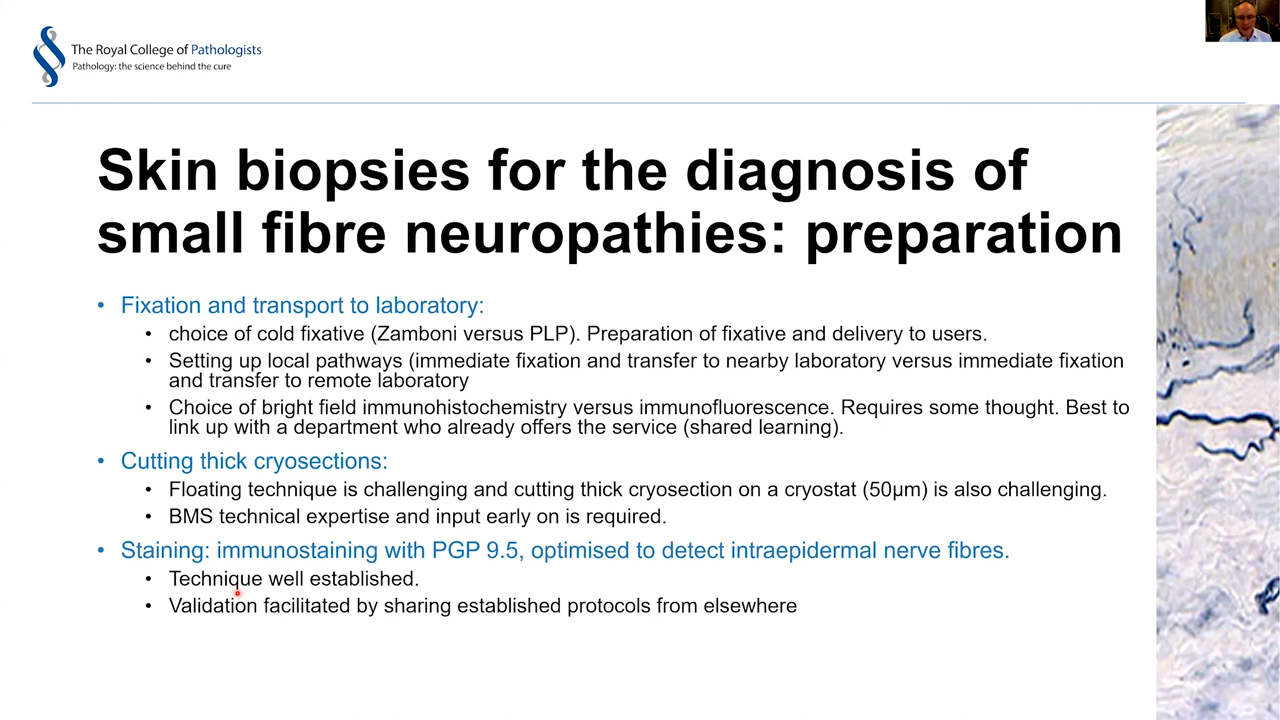 The Royal College of Pathologists
Pathology: the science behind the cure
Skin biopsies for the diagnosis of
small fibre neuropathies: preparation
• Fixation and transport to laboratory:
• choice of cold fixative (Zamboni versus PLP). Preparation of fixative and delivery to users.
• Setting up local pathways (immediate fixation and transfer to nearby laboratory versus immediate fixation
and transfer to remote laboratory
• Choice of bright field immunohistochemistry versus immunofluorescence. Requires some thought. Best to
link up with a department who already offers the service (shared learning).
• Cutting thick cryosections:
• Floating technique is challenging and cutting thick cryosection on a cryostat (50µm) is also challenging.
• BMS technical expertise and input early on is required.
• Staining: immunostaining with PGP 9.5, optimised to detect intraepidermal nerve fibres.
• Technique well established.
• Validation facilitated by sharing established protocols from elsewhere